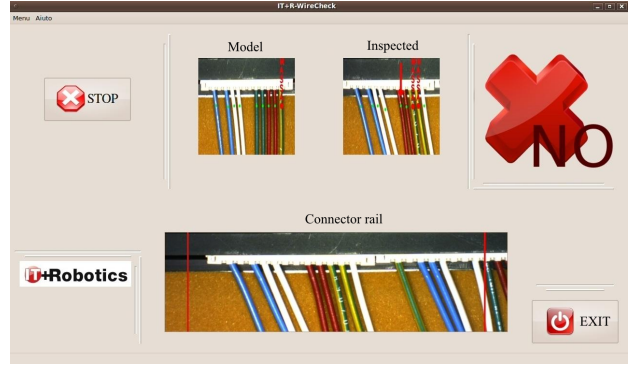 IT+R-WireCheck
Menu Aiuto
Model
Inspected
STOP
NO
Connector rail
IT+Robotics
EXIT